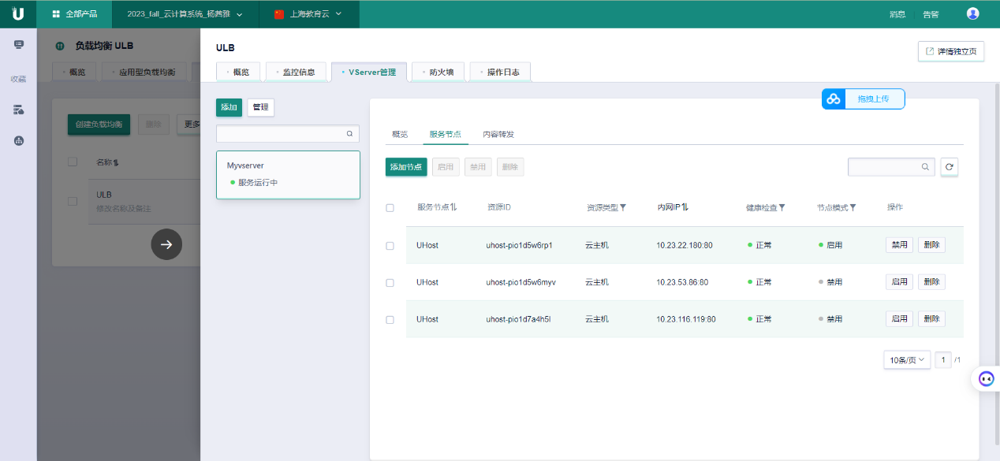 全部产品
2023_fall_云计算系统_杨茜雅
上海教育云
消息
告警
收藏
负载均衡 ULB
概览
应用型负载均衡
创建负载均衡
删除
更多
名称
ULB
修改名称及备注
ULB
详情独立页
概览
监控信息
VServer管理
防火墙
操作日志
拖拽上传
添加
管理
Myvserver
服务运行中
概览
服务节点
内容转发
添加节点
启用
禁用
删除
服务节点 资源ID 资源类型 内网IP 健康检查 节点模式 操作
UHost uhost-pio1d5w6rp1 云主机 10.23.22.180:80 正常 启用 禁用 删除
UHost uhost-pio1d5w6myv 云主机 10.23.53.86:80 正常 禁用 启用 删除
UHost uhost-pio1d7a4h5l 云主机 10.23.116.119:80 正常 禁用 启用 删除
10条/页 1 /1